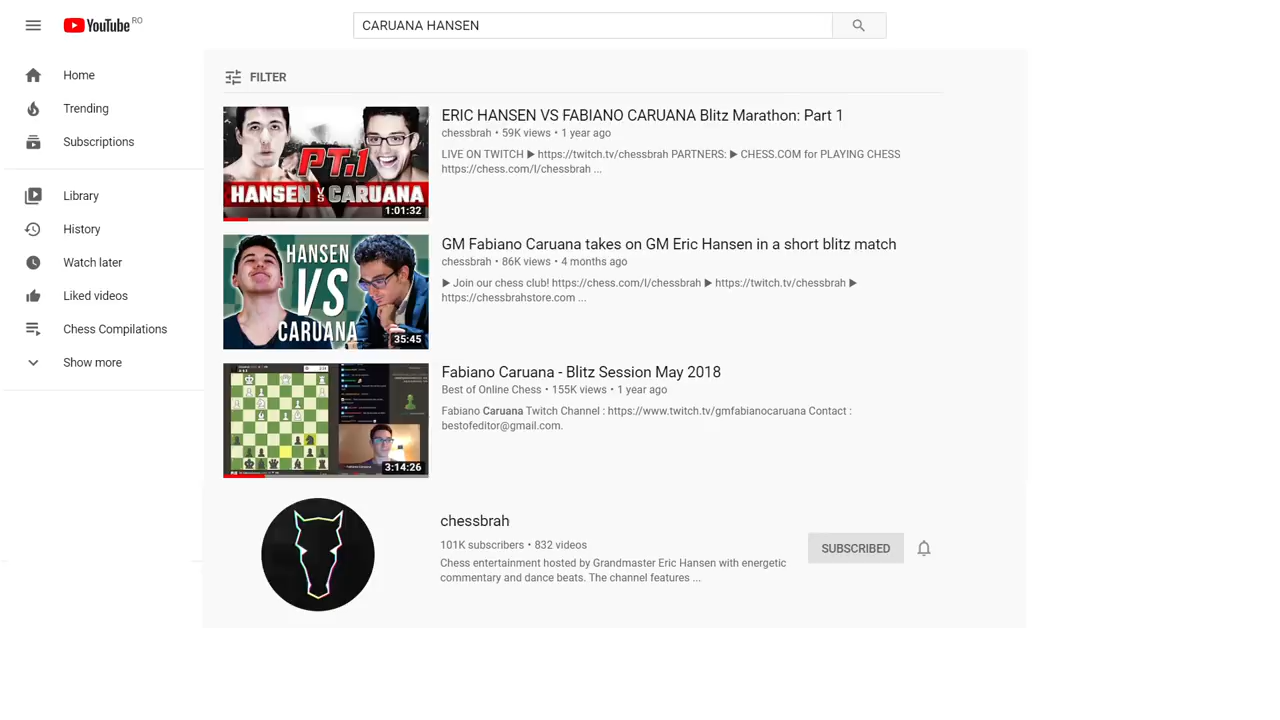 YouTube RO
CARUANA HANSEN
Home
Trending
Subscriptions
Library
History
Watch later
Liked videos
Chess Compilations
Show more
FILTER
PT.1
HANSEN VS CARUANA
1:01:32
ERIC HANSEN VS FABIANO CARUANA Blitz Marathon: Part 1
chessbrah • 59K views • 1 year ago
LIVE ON TWITCH ▶ https://twitch.tv/chessbrah PARTNERS: ▶ CHESS.COM for PLAYING CHESS
https://chess.com/l/chessbrah ...
HANSEN
VS
CARUANA
35:45
GM Fabiano Caruana takes on GM Eric Hansen in a short blitz match
chessbrah • 86K views • 4 months ago
▶ Join our chess club! https://chess.com/l/chessbrah ▶ https://twitch.tv/chessbrah ▶
https://chessbrahstore.com ...
3:14:26
Fabiano Caruana - Blitz Session May 2018
Best of Online Chess • 155K views • 1 year ago
Fabiano Caruana Twitch Channel : https://www.twitch.tv/gmfabianocaruana Contact :
bestofeditor@gmail.com.
chessbrah
101K subscribers • 832 videos
Chess entertainment hosted by Grandmaster Eric Hansen with energetic
commentary and dance beats. The channel features ...
SUBSCRIBED